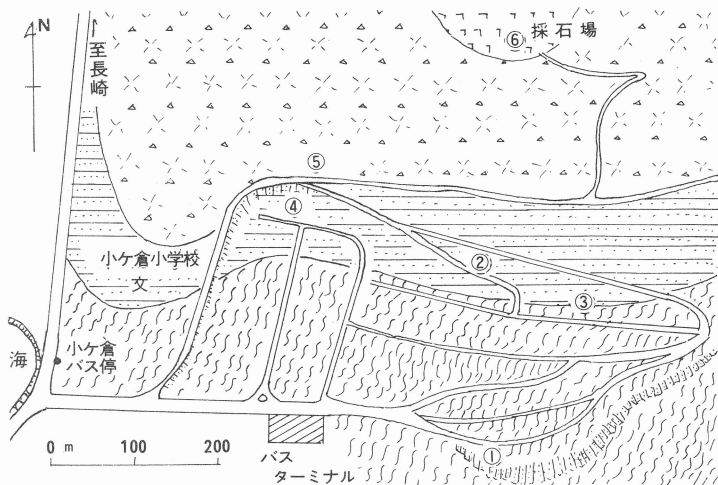 N
↑至長崎
⑥ 採石場
⑤
④
小ケ倉小学校
文
②
③
海
小ケ倉
バス停
0 m 100 200
バス
ターミナル
①